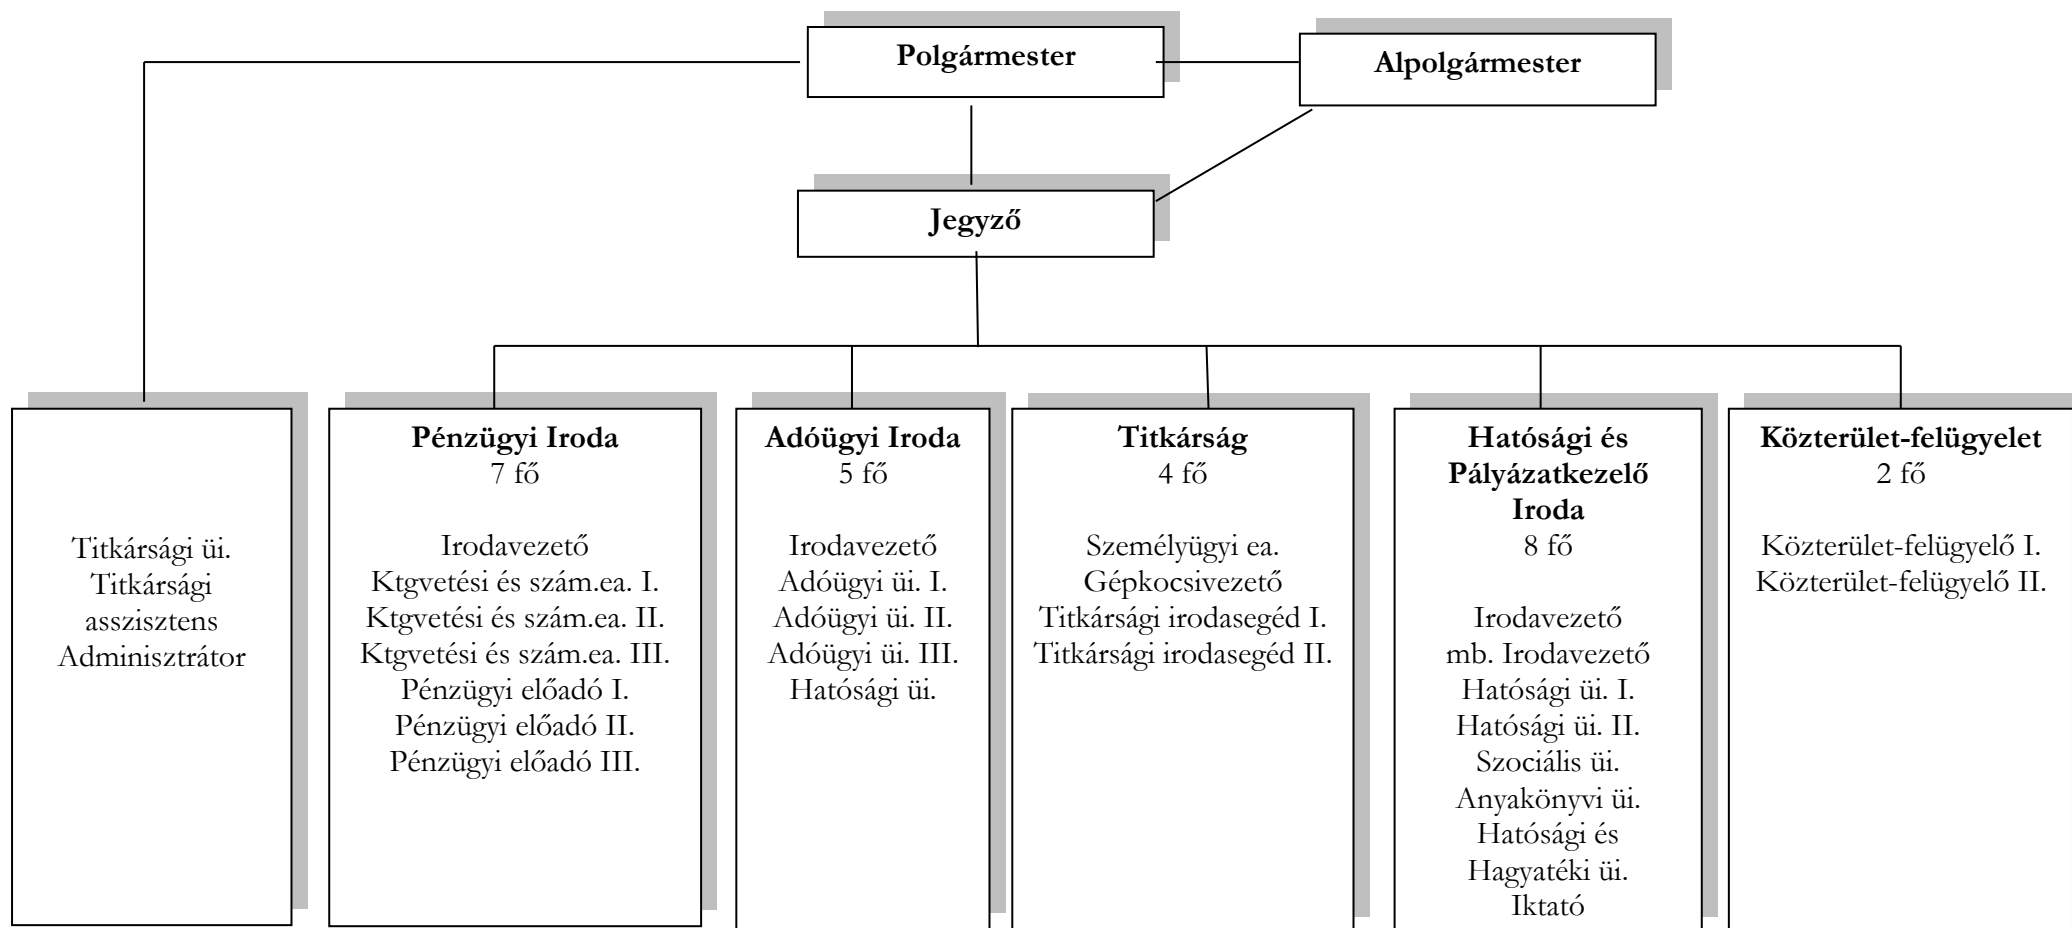 Polgármester
Alpolgármester
Jegyző
Titkársági üi.
Titkársági
asszisztens
Adminisztrátor
Pénzügyi Iroda
7 fő
Irodavezető
Ktgvetési és szám.ea. I.
Ktgvetési és szám.ea. II.
Ktgvetési és szám.ea. III.
Pénzügyi előadó I.
Pénzügyi előadó II.
Pénzügyi előadó III.
Adóügyi Iroda
5 fő
Irodavezető
Adóügyi üi. I.
Adóügyi üi. II.
Adóügyi üi. III.
Hatósági üi.
Titkárság
4 fő
Személyügyi ea.
Gépkocsivezető
Titkársági irodasegéd I.
Titkársági irodasegéd II.
Hatósági és
Pályázatkezelő
Iroda
8 fő
Irodavezető
mb. Irodavezető
Hatósági üi. I.
Hatósági üi. II.
Szociális üi.
Anyakönyvi üi.
Hatósági és
Hagyatéki üi.
Iktató
Közterület-felügyelet
2 fő
Közterület-felügyelő I.
Közterület-felügyelő II.